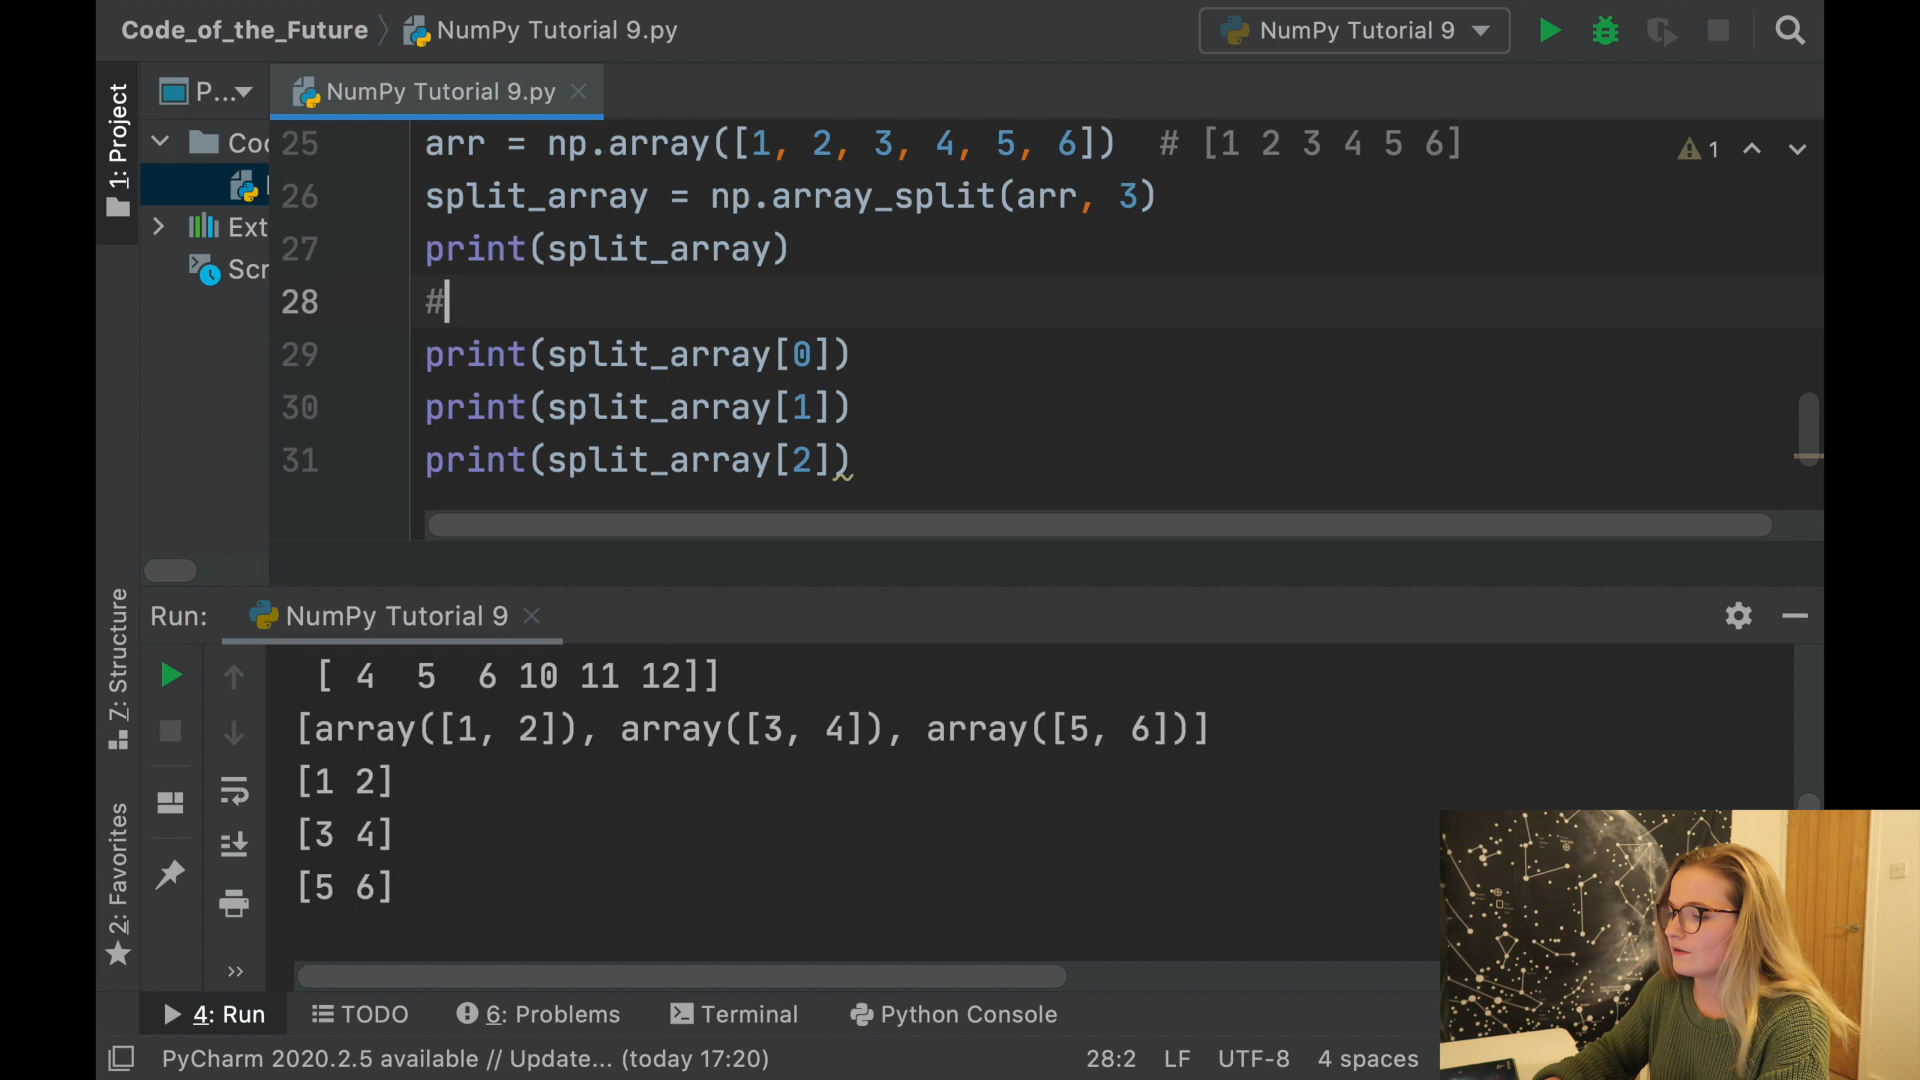 Code_of_the_Future NumPy Tutorial 9.py NumPy Tutorial 9
1: Project P... NumPy Tutorial 9.py
25 arr = np.array([1, 2, 3, 4, 5, 6])  # [1 2 3 4 5 6] 1
26 split_array = np.array_split(arr, 3)
27 print(split_array)
28 #
29 print(split_array[0])
30 print(split_array[1])
31 print(split_array[2])
Coc
Ext
Scr
7: Structure
2: Favorites
Run: NumPy Tutorial 9
[ 4  5  6 10 11 12]]
[array([1, 2]), array([3, 4]), array([5, 6])]
[1 2]
[3 4]
[5 6]
4: Run TODO 6: Problems Terminal Python Console
PyCharm 2020.2.5 available // Update... (today 17:20) 28:2 LF UTF-8 4 spaces